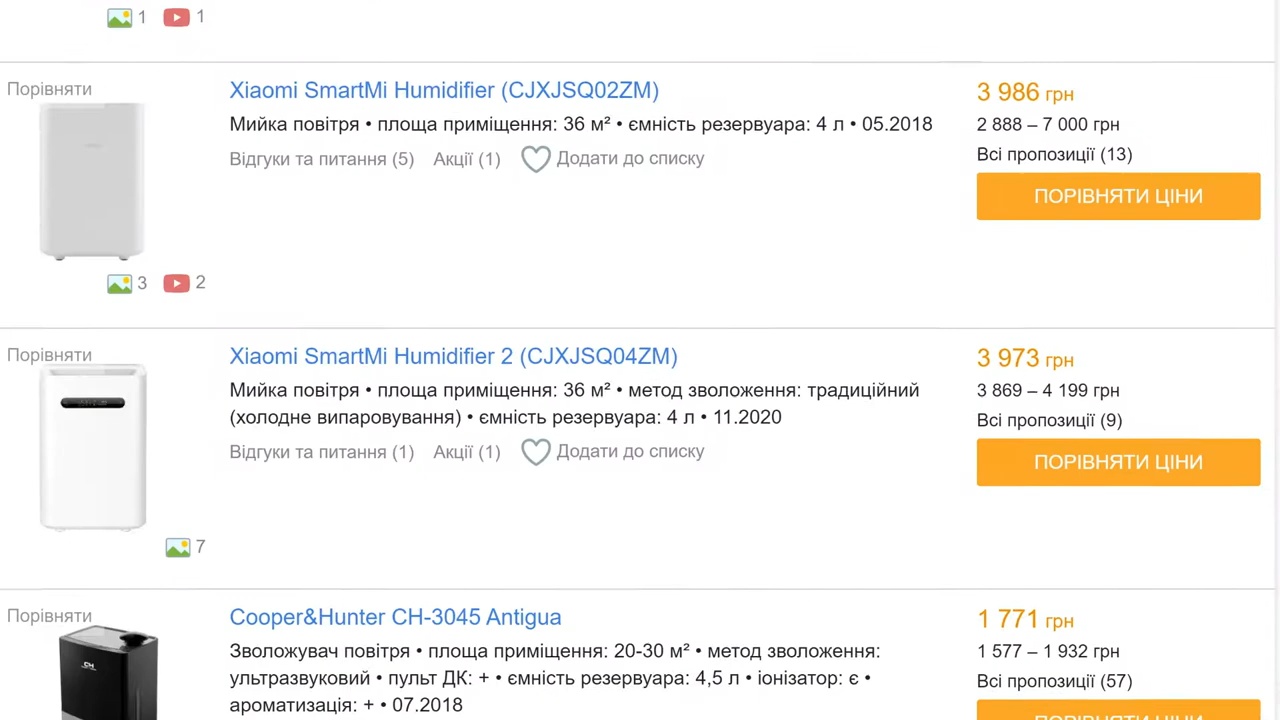 1 1
Порівняти
Xiaomi SmartMi Humidifier (CJXJSQ02ZM)
Мийка повітря • площа приміщення: 36 м² • ємність резервуара: 4 л • 05.2018
Відгуки та питання (5) Акції (1) Додати до списку
3 986 грн
2 888 – 7 000 грн
Всі пропозиції (13)
ПОРІВНЯТИ ЦІНИ
3 2
Порівняти
Xiaomi SmartMi Humidifier 2 (CJXJSQ04ZM)
Мийка повітря • площа приміщення: 36 м² • метод зволоження: традиційний
(холодне випаровування) • ємність резервуара: 4 л • 11.2020
Відгуки та питання (1) Акції (1) Додати до списку
3 973 грн
3 869 – 4 199 грн
Всі пропозиції (9)
ПОРІВНЯТИ ЦІНИ
7
Порівняти
CH
Cooper&Hunter CH-3045 Antigua
Зволожувач повітря • площа приміщення: 20-30 м² • метод зволоження:
ультразвуковий • пульт ДК: + • ємність резервуара: 4,5 л • іонізатор: є •
ароматизація: + • 07.2018
1 771 грн
1 577 – 1 932 грн
Всі пропозиції (57)
ПОРІВНЯТИ ЦІНИ